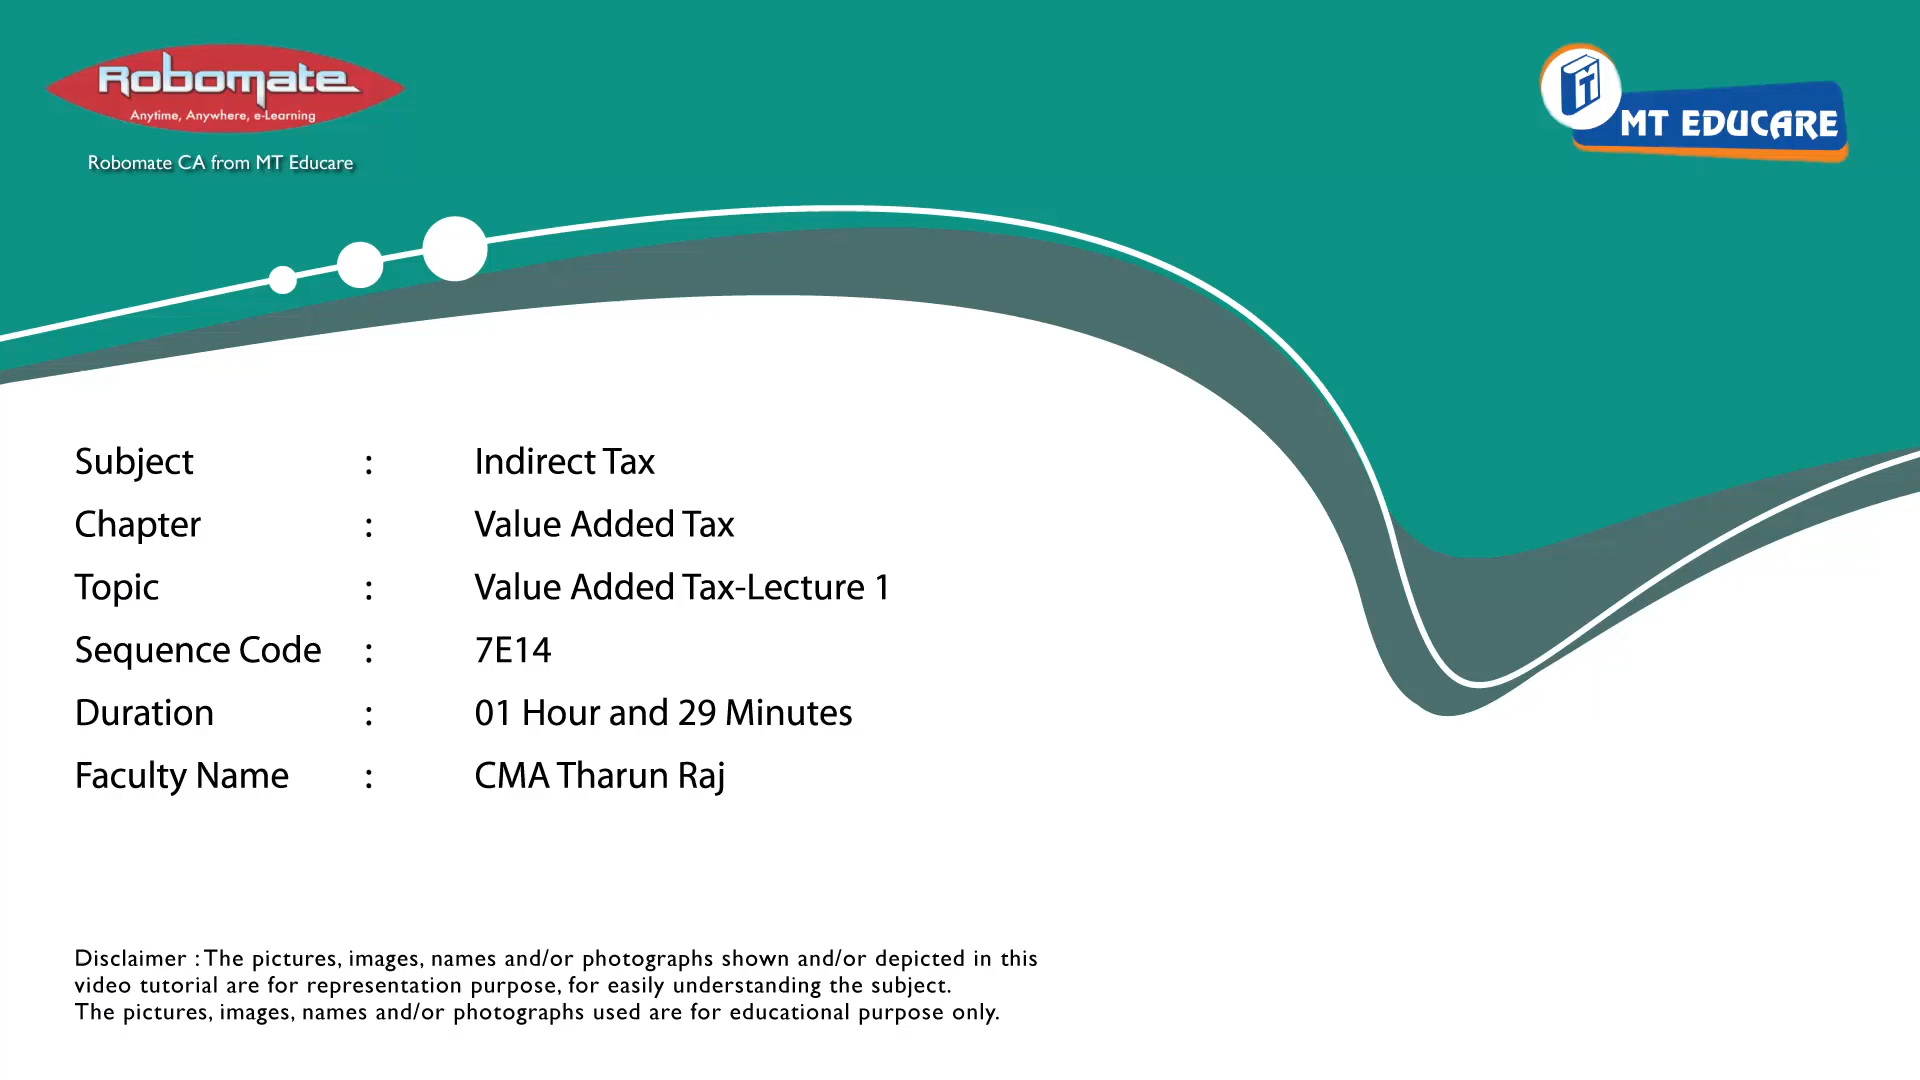 Robomate
Anytime, Anywhere, e-Learning
Robomate CA from MT Educare
MT EDUCARE
Subject : Indirect Tax
Chapter : Value Added Tax
Topic : Value Added Tax-Lecture 1
Sequence Code : 7E14
Duration : 01 Hour and 29 Minutes
Faculty Name : CMA Tharun Raj
Disclaimer : The pictures, images, names and/or photographs shown and/or depicted in this
video tutorial are for representation purpose, for easily understanding the subject.
The pictures, images, names and/or photographs used are for educational purpose only.